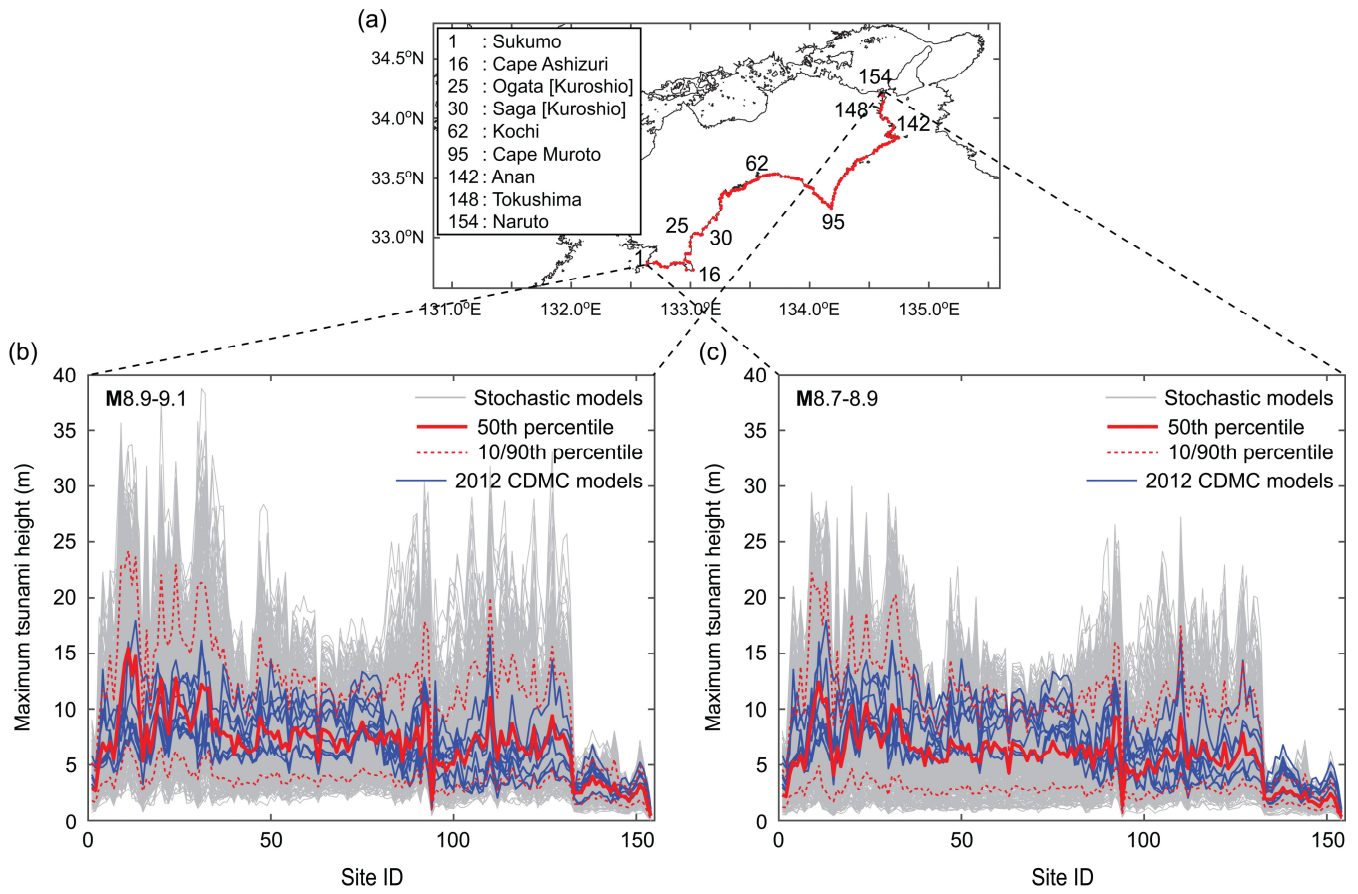 (a)
1 : Sukumo
16 : Cape Ashizuri
25 : Ogata [Kuroshio]
30 : Saga [Kuroshio]
62 : Kochi
95 : Cape Muroto
142 : Anan
148 : Tokushima
154 : Naruto
34.5°N
34.0°N
33.5°N
33.0°N
154
148
142
62
95
25
30
1
16
131.0°E 132.0°E 133.0°E 134.0°E 135.0°E
(b)
M8.9-9.1
Stochastic models
50th percentile
10/90th percentile
2012 CDMC models
Maximum tsunami height (m)
40
35
30
25
20
15
10
5
0
0 50 100 150
Site ID
(c)
M8.7-8.9
Stochastic models
50th percentile
10/90th percentile
2012 CDMC models
Maximum tsunami height (m)
40
35
30
25
20
15
10
5
0
0 50 100 150
Site ID